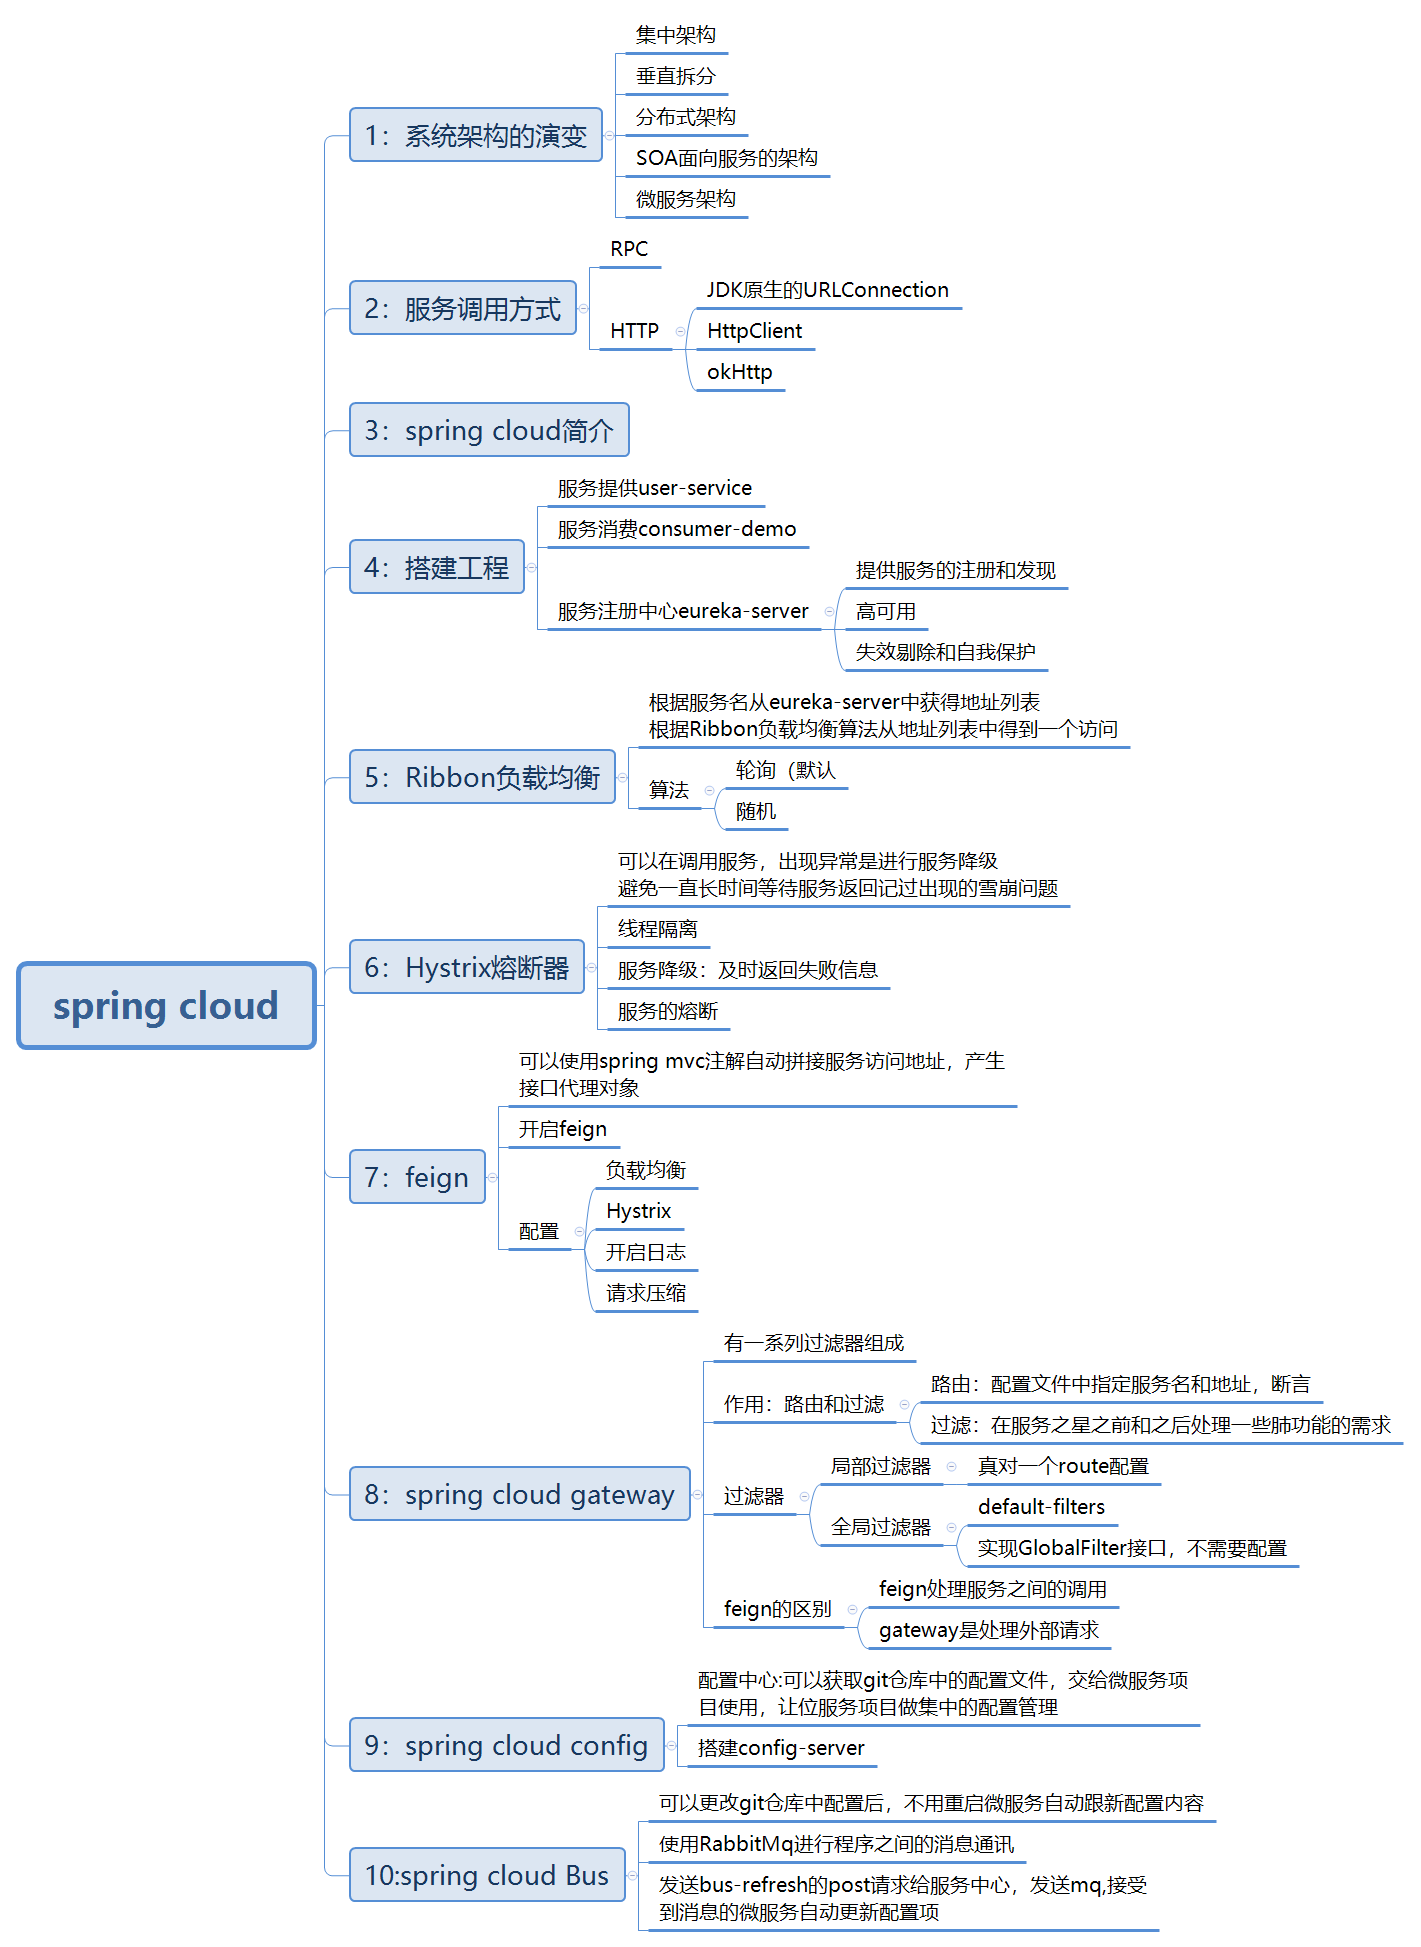 spring cloud
1：系统架构的演变
集中架构
垂直拆分
分布式架构
SOA面向服务的架构
微服务架构
2：服务调用方式
RPC
HTTP
JDK原生的URLConnection
HttpClient
okHttp
3：spring cloud简介
4：搭建工程
服务提供user-service
服务消费consumer-demo
服务注册中心eureka-server
提供服务的注册和发现
高可用
失效剔除和自我保护
5：Ribbon负载均衡
根据服务名从eureka-server中获得地址列表
根据Ribbon负载均衡算法从地址列表中得到一个访问
算法
轮询（默认
随机
6：Hystrix熔断器
可以在调用服务，出现异常是进行服务降级
避免一直长时间等待服务返回记过出现的雪崩问题
线程隔离
服务降级：及时返回失败信息
服务的熔断
7：feign
可以使用spring mvc注解自动拼接服务访问地址，产生
接口代理对象
开启feign
配置
负载均衡
Hystrix
开启日志
请求压缩
8：spring cloud gateway
有一系列过滤器组成
作用：路由和过滤
路由：配置文件中指定服务名和地址，断言
过滤：在服务之星之前和之后处理一些肺功能的需求
过滤器
局部过滤器
真对一个route配置
全局过滤器
default-filters
实现GlobalFilter接口，不需要配置
feign的区别
feign处理服务之间的调用
gateway是处理外部请求
9：spring cloud config
配置中心:可以获取git仓库中的配置文件，交给微服务项
目使用，让位服务项目做集中的配置管理
搭建config-server
10:spring cloud Bus
可以更改git仓库中配置后，不用重启微服务自动跟新配置内容
使用RabbitMq进行程序之间的消息通讯
发送bus-refresh的post请求给服务中心，发送mq,接受
到消息的微服务自动更新配置项